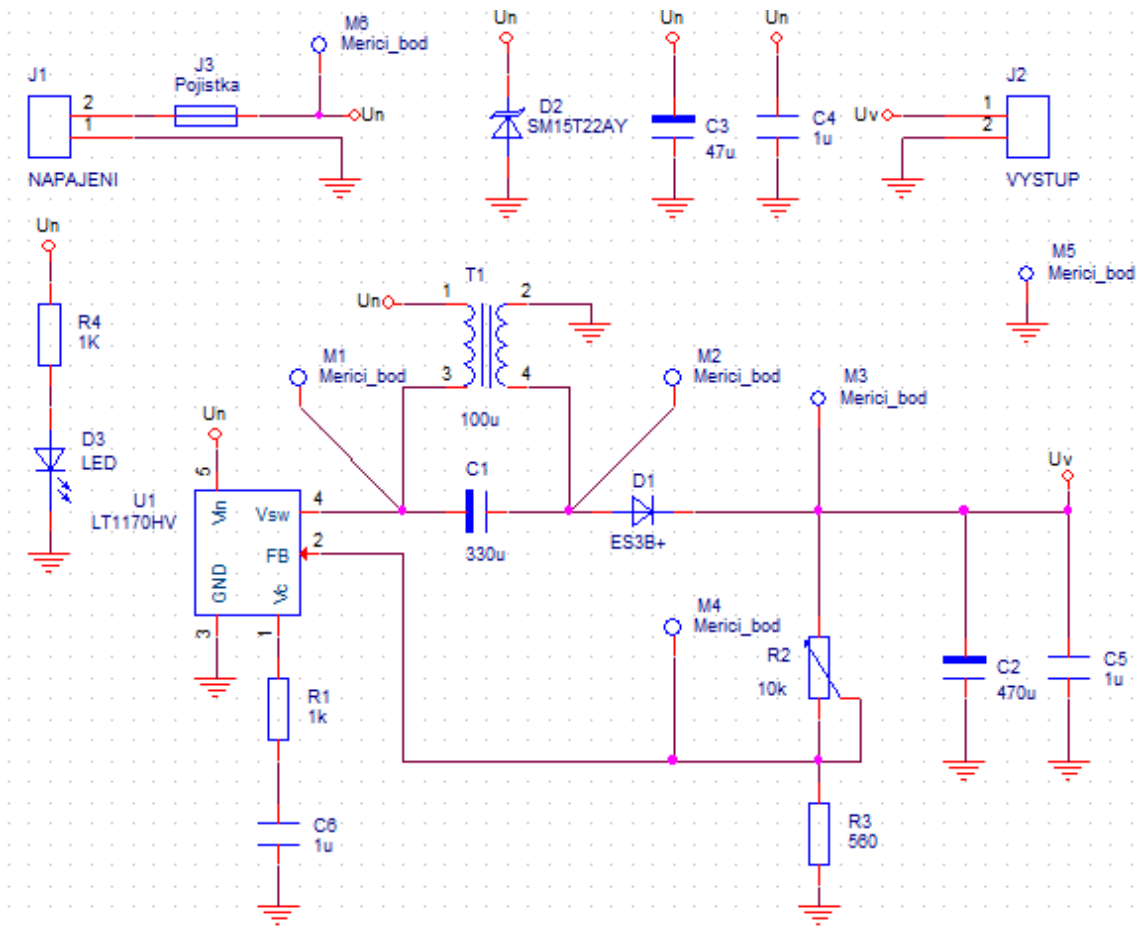 M6
Merici_bod
J3
Pojistka
J1
2
1
Un
NAPAJENI
Un
D2
SM15T22AY
Un
C3
47u
Un
C4
1u
Uv
1
2
J2
VYSTUP
M5
Merici_bod
Un
R4
1K
D3
LED
T1
Un
1
2
3
4
100u
M1
Merici_bod
M2
Merici_bod
M3
Merici_bod
Un
5
U1
LT1170HV
Vin
Vsw
4
FB
2
GND
Vc
3
1
C1
330u
D1
ES3B+
Uv
M4
Merici_bod
R2
10k
C2
470u
C5
1u
R1
1k
C6
1u
R3
560